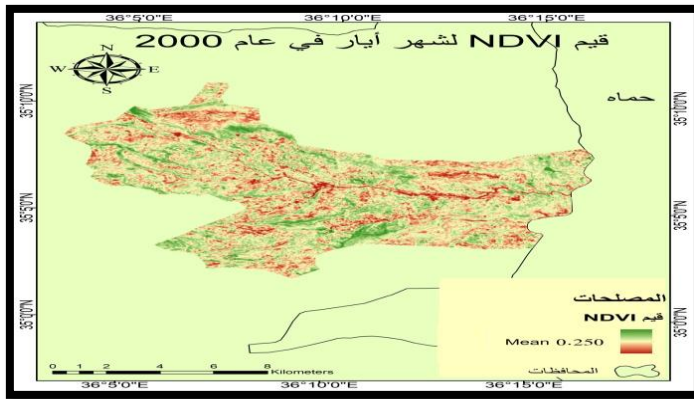 36°5'0"E 36°10'0"E 36°15'0"E
قيم NDVI لشهر أيار في عام 2000
N
W E
S
35°10'0"N 35°10'0"N
حماه
35°5'0"N 35°5'0"N
35°0'0"N 35°0'0"N
المصلحات
قيم NDVI
Mean 0.250
المحافظات
0 1 2 4 6 8 Kilometers
36°5'0"E 36°10'0"E 36°15'0"E